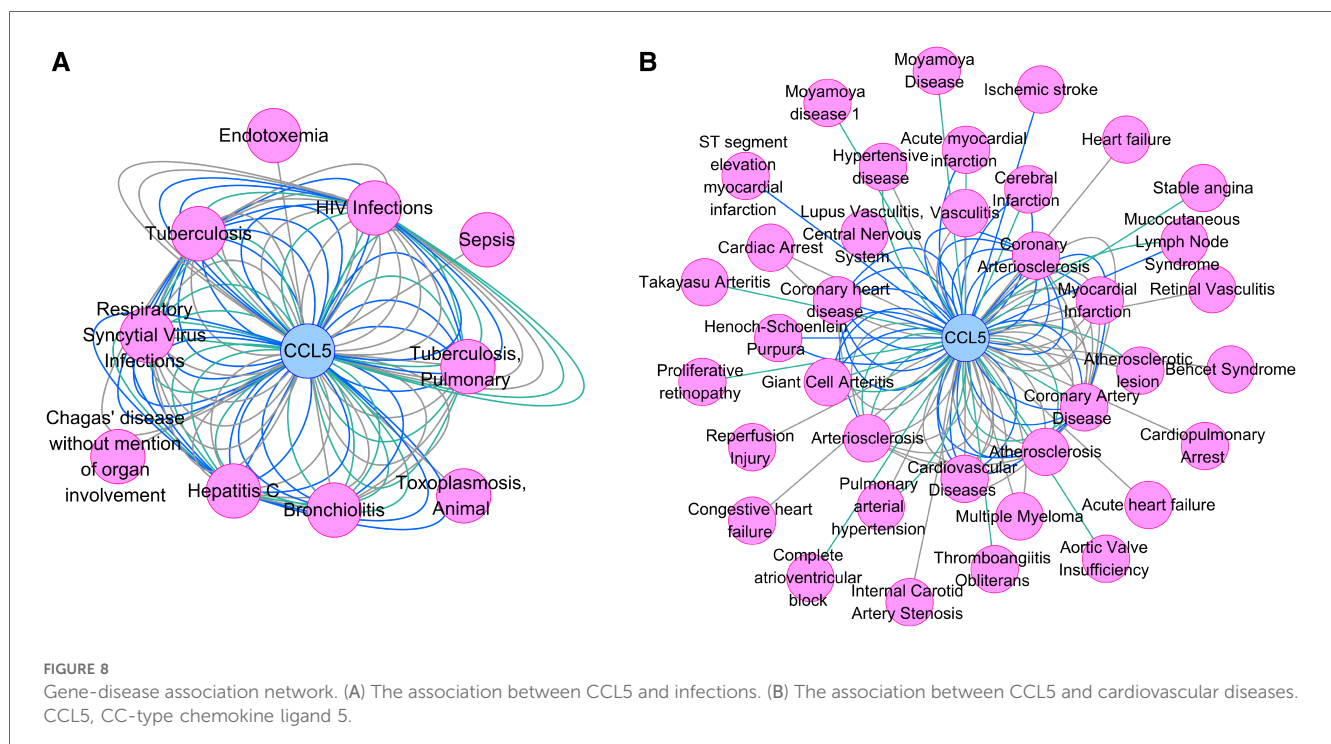 A
Endotoxemia
HIV Infections
Tuberculosis
Sepsis
Respiratory
Syncytial Virus
Infections
CCL5
Tuberculosis,
Pulmonary
Chagas' disease
without mention
of organ
involvement
Hepatitis C
Bronchiolitis
Toxoplasmosis,
Animal
B
Moyamoya
Disease
Moyamoya
disease 1
Ischemic stroke
ST segment
elevation
myocardial
infarction
Hypertensive
disease
Acute myocardial
infarction
Heart failure
Cerebral
Infarction
Stable angina
Lupus Vasculitis,
Central Nervous
System
Vasculitis
Mucocutaneous
Lymph Node
Syndrome
Cardiac Arrest
Coronary
Arteriosclerosis
Takayasu Arteritis
Coronary heart
disease
Myocardial
Infarction
Retinal Vasculitis
Henoch-Schoenlein
Purpura
CCL5
Proliferative
retinopathy
Giant Cell Arteritis
Atherosclerotic
lesion
Behcet Syndrome
Coronary Artery
Disease
Reperfusion
Injury
Arteriosclerosis
Atherosclerosis
Cardiopulmonary
Arrest
Cardiovascular
Diseases
Congestive heart
failure
Pulmonary
arterial
hypertension
Multiple Myeloma
Acute heart failure
Complete
atrioventricular
block
Internal Carotid
Artery Stenosis
Thromboangiitis
Obliterans
Aortic Valve
Insufficiency
FIGURE 8
Gene-disease association network. (A) The association between CCL5 and infections. (B) The association between CCL5 and cardiovascular diseases.
CCL5, CC-type chemokine ligand 5.